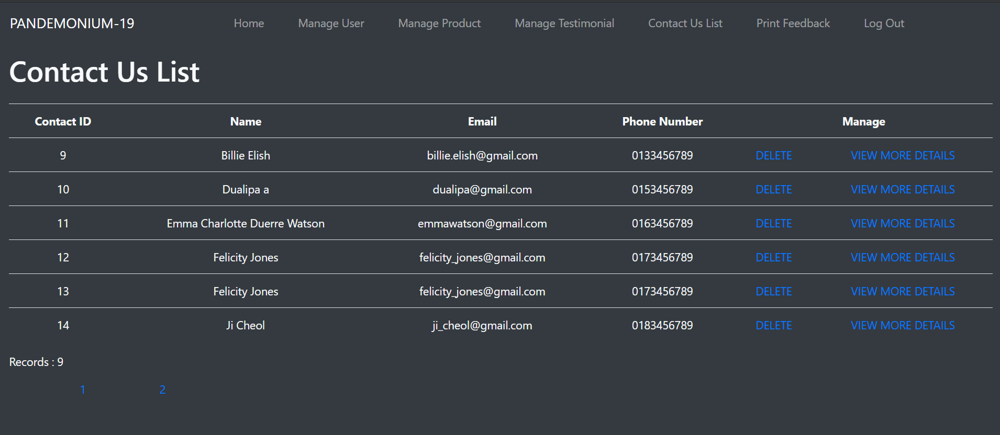 PANDEMONIUM-19 Home Manage User Manage Product Manage Testimonial Contact Us List Print Feedback Log Out
Contact Us List
Contact ID Name Email Phone Number Manage
9 Billie Elish billie.elish@gmail.com 0133456789 DELETE VIEW MORE DETAILS
10 Dualipa a dualipa@gmail.com 0153456789 DELETE VIEW MORE DETAILS
11 Emma Charlotte Duerre Watson emmawatson@gmail.com 0163456789 DELETE VIEW MORE DETAILS
12 Felicity Jones felicity_jones@gmail.com 0173456789 DELETE VIEW MORE DETAILS
13 Felicity Jones felicity_jones@gmail.com 0173456789 DELETE VIEW MORE DETAILS
14 Ji Cheol ji_cheol@gmail.com 0183456789 DELETE VIEW MORE DETAILS
Records : 9
1 2